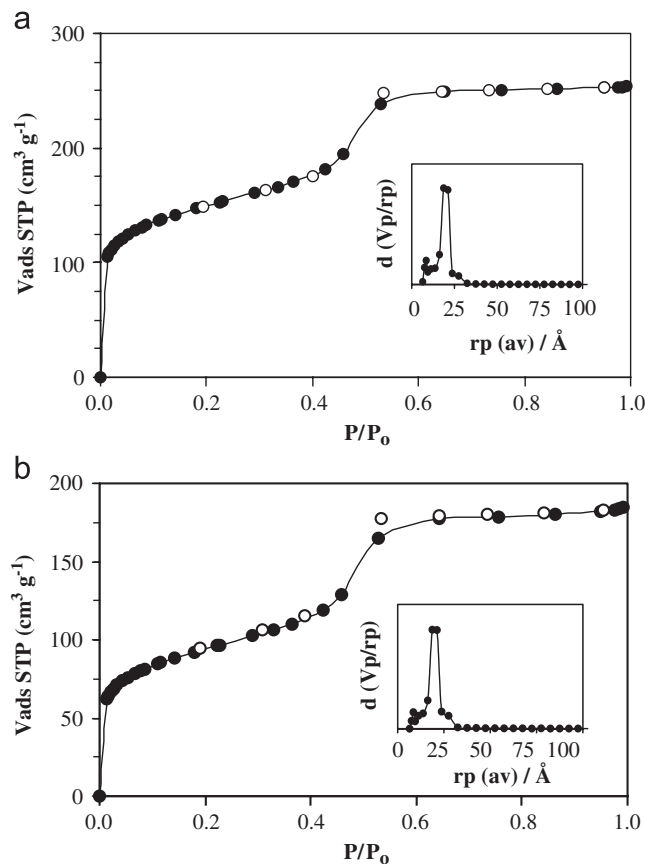 a
300
200
100
0
Vads STP (cm³ g⁻¹)
0.0 0.2 0.4 0.6 0.8 1.0
P/Pₒ
d (Vp/rp)
0 25 50 75 100
rp (av) / Å
b
200
150
100
50
0
Vads STP (cm³ g⁻¹)
0.0 0.2 0.4 0.6 0.8 1.0
P/Pₒ
d (Vp/rp)
0 25 50 75 100
rp (av) / Å